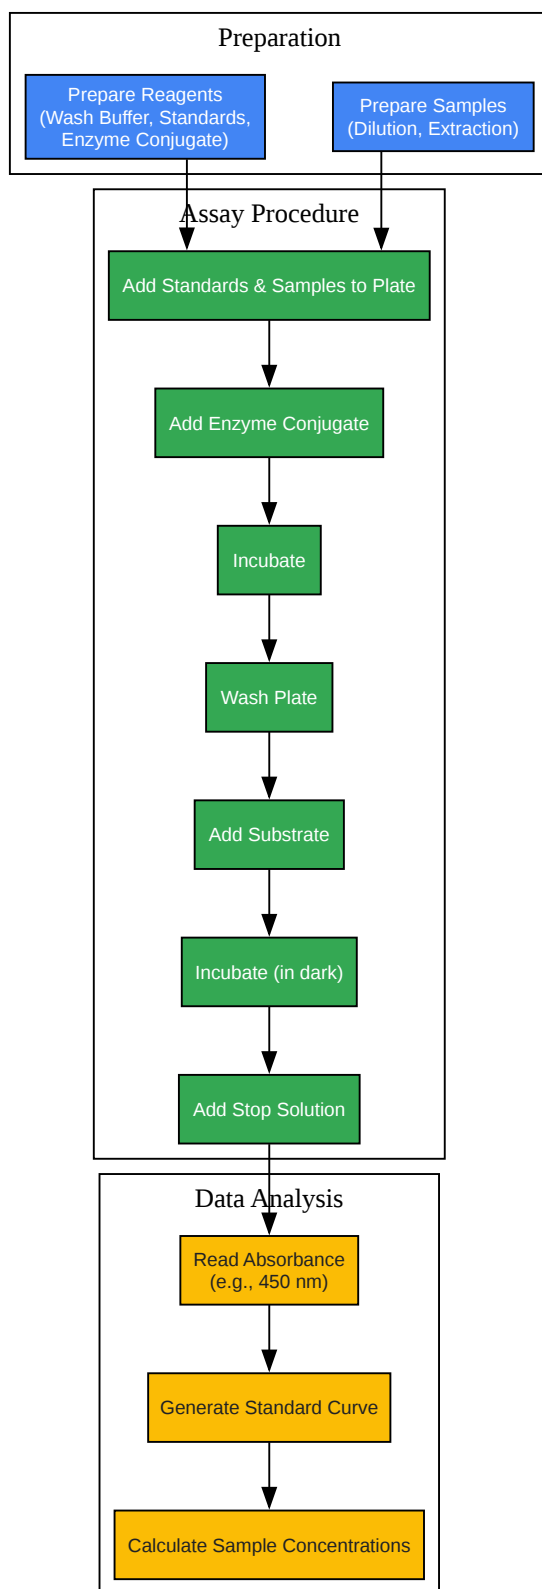 Preparation
Prepare Reagents
(Wash Buffer, Standards,
Enzyme Conjugate)
Prepare Samples
(Dilution, Extraction)
Assay Procedure
Add Standards & Samples to Plate
Add Enzyme Conjugate
Incubate
Wash Plate
Add Substrate
Incubate (in dark)
Add Stop Solution
Data Analysis
Read Absorbance
(e.g., 450 nm)
Generate Standard Curve
Calculate Sample Concentrations